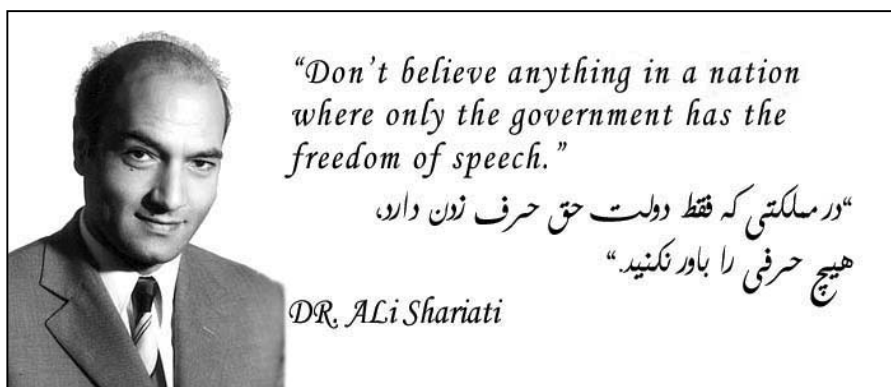 “Don’t believe anything in a nation
where only the government has the
freedom of speech.”
“در مملکتی که فقط دولت حق حرف زدن دارد،
هیچ حرفی را باور نکنید.“
DR. ALi Shariati